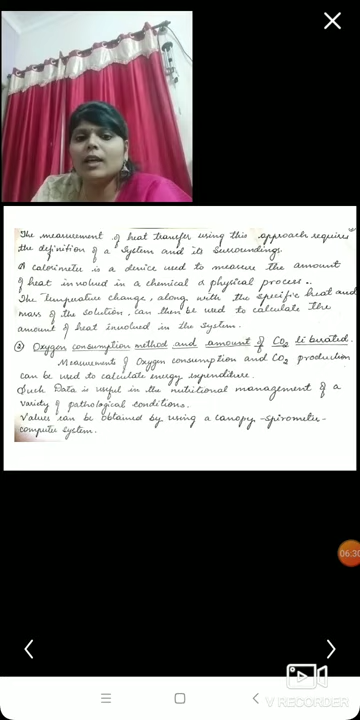 The measurement of heat transfer using this approach requires
the definition of a System and its surroundings.
A calorimeter is a device used to measure the amount
of heat involved in a chemical or physical process.
The Temperature change, along with the specific heat and
mass of the solution, can then be used to calculate the
amount of heat involved in the system.
② Oxygen consumption method and amount of CO2 liberated.
Measurements of Oxygen consumption and CO2 production
can be used to calculate energy expenditure.
Such Data is useful in the nutritional management of a
variety of pathological conditions.
Values can be obtained by using a canopy-spirometer-
computer system.
06:30
V RECORDER